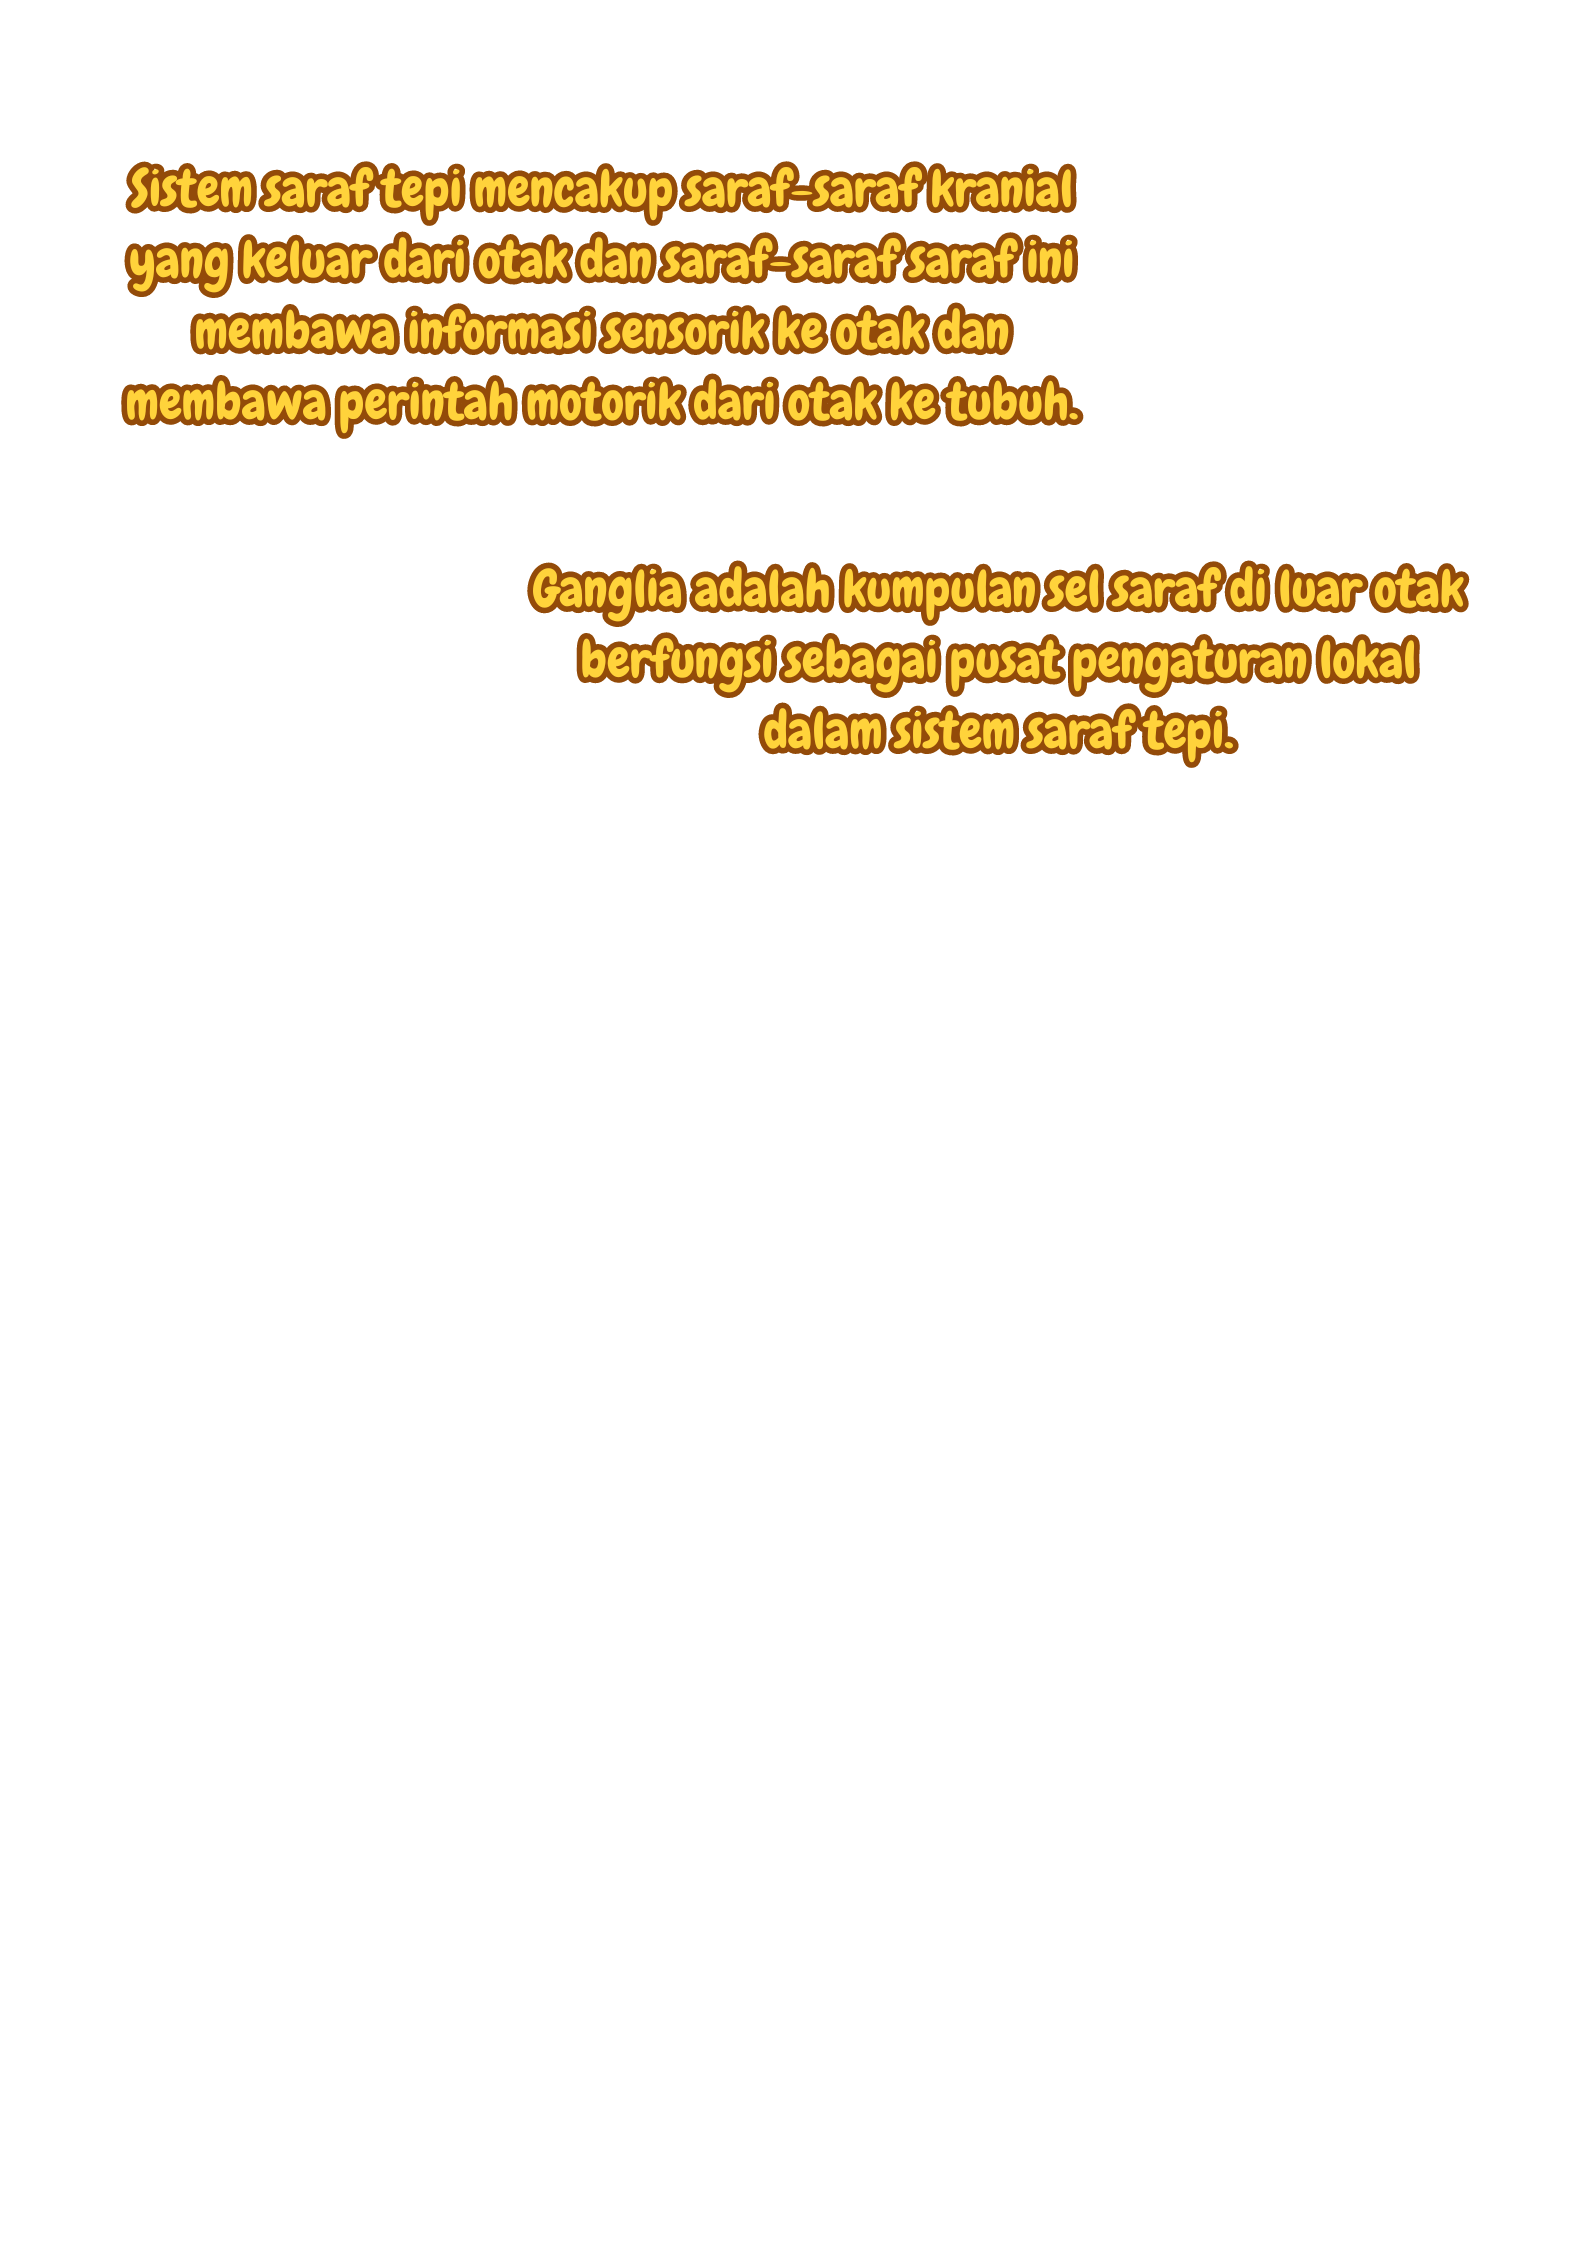 Sistem saraf tepi mencakup saraf-saraf kranial
yang keluar dari otak dan saraf-saraf saraf ini
membawa informasi sensorik ke otak dan
membawa perintah motorik dari otak ke tubuh.
Ganglia adalah kumpulan sel saraf di luar otak
berfungsi sebagai pusat pengaturan lokal
dalam sistem saraf tepi.